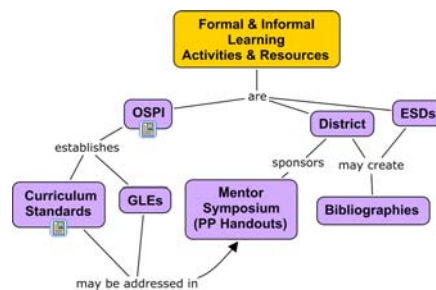 Formal & Informal
Learning
Activities & Resources
are
OSPI
District
ESDs
establishes
sponsors
may create
Curriculum
Standards
GLEs
Mentor
Symposium
(PP Handouts)
Bibliographies
may be addressed in